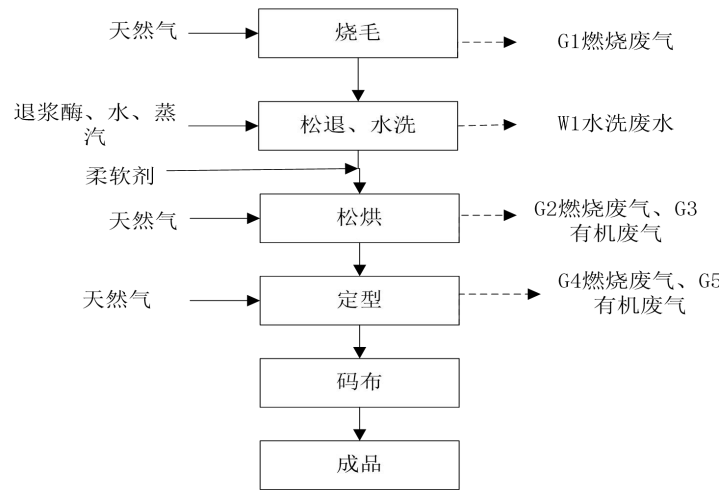 天然气
烧毛
G1燃烧废气
退浆酶、水、蒸
汽
松退、水洗
W1水洗废水
柔软剂
天然气
松烘
G2燃烧废气、G3
有机废气
天然气
定型
G4燃烧废气、G5
有机废气
码布
成品